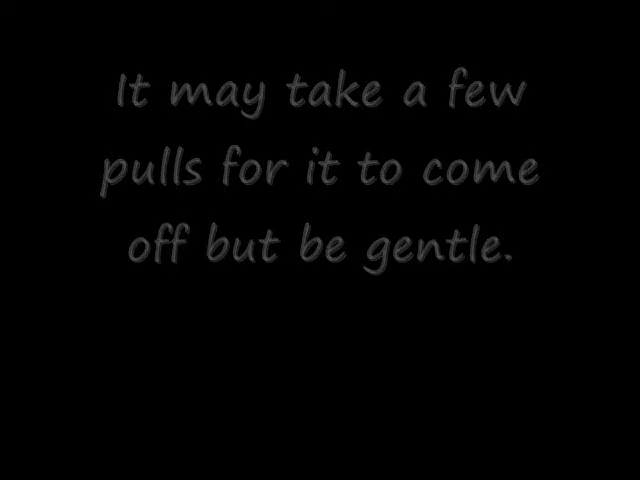 It may take a few
pulls for it to come
off but be gentle.